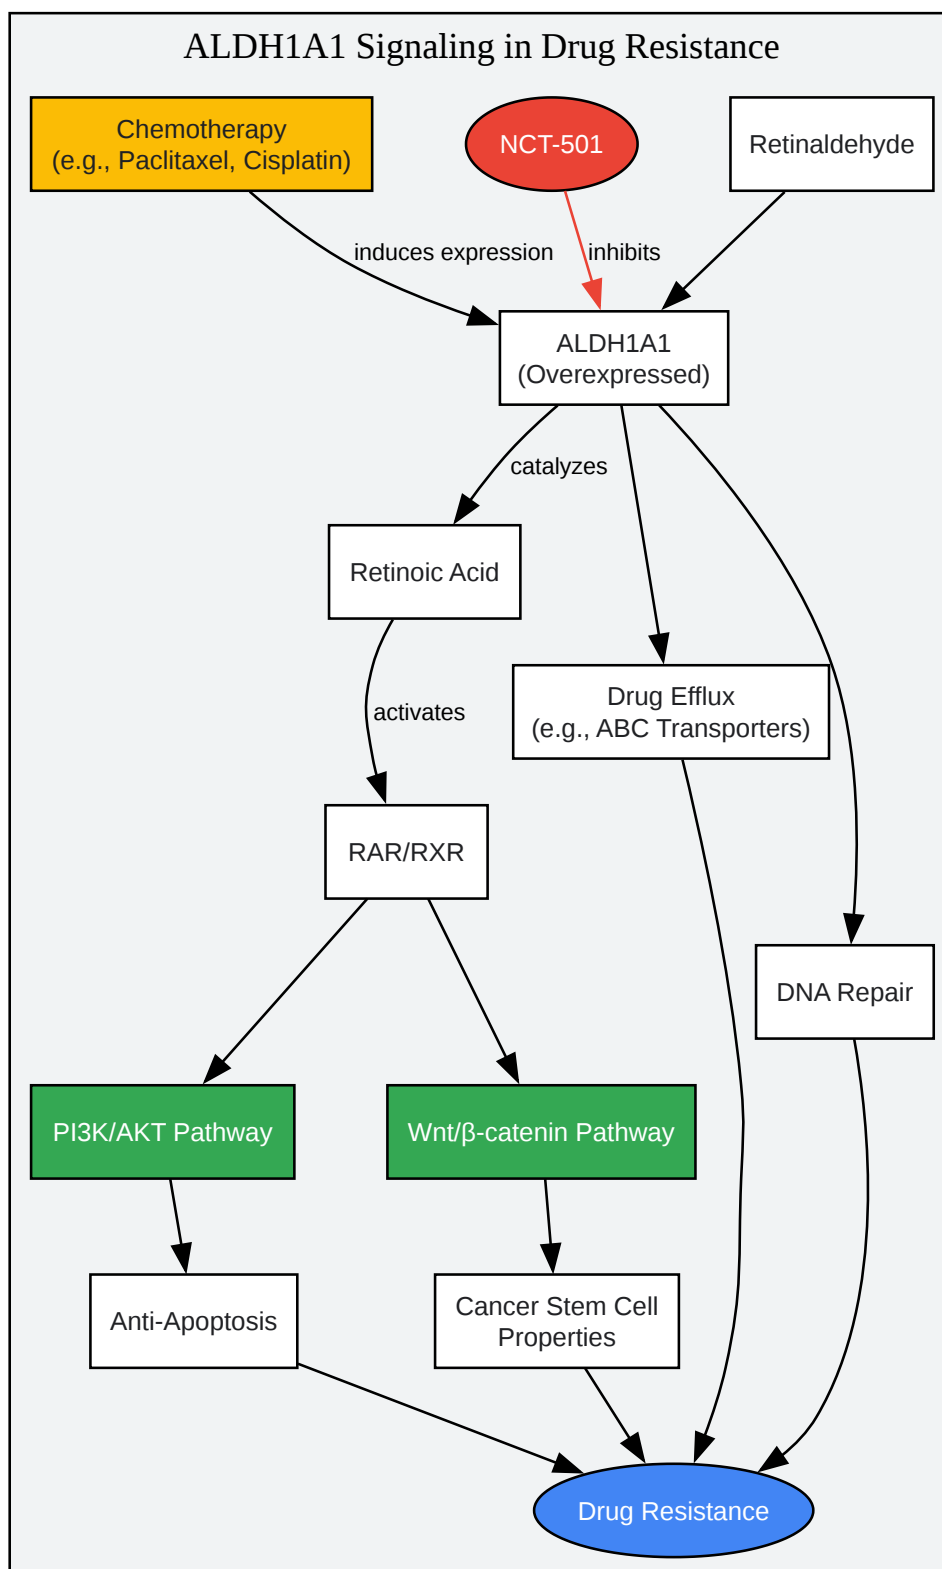 ALDH1A1 Signaling in Drug Resistance
Chemotherapy
(e.g., Paclitaxel, Cisplatin)
NCT-501
Retinaldehyde
induces expression
inhibits
ALDH1A1
(Overexpressed)
catalyzes
Retinoic Acid
Drug Efflux
(e.g., ABC Transporters)
activates
RAR/RXR
DNA Repair
PI3K/AKT Pathway
Wnt/β-catenin Pathway
Anti-Apoptosis
Cancer Stem Cell
Properties
Drug Resistance